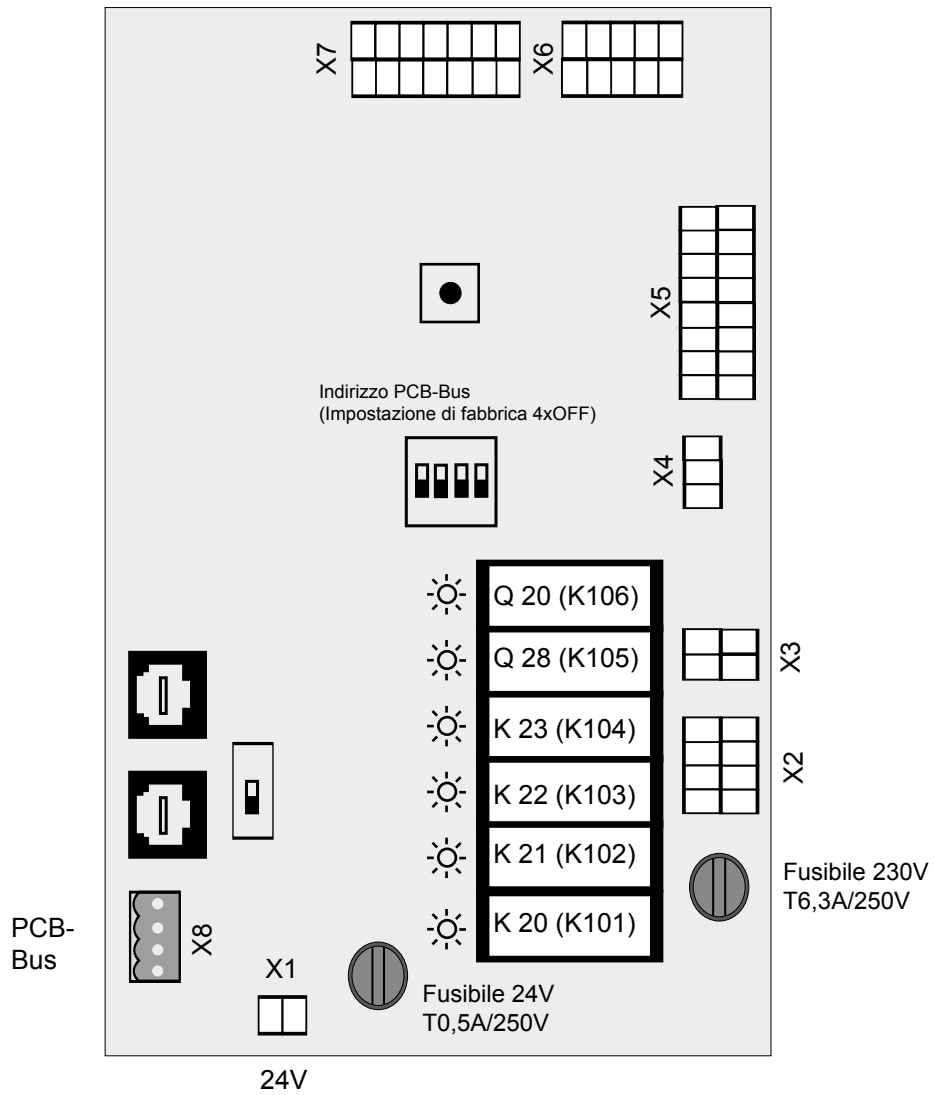 X7
X6
X5
Indirizzo PCB-Bus
(Impostazione di fabbrica 4xOFF)
X4
Q 20 (K106)
Q 28 (K105)
X3
K 23 (K104)
K 22 (K103)
X2
K 21 (K102)
K 20 (K101)
Fusibile 230V
T6,3A/250V
PCB-
Bus
X8
X1
Fusibile 24V
T0,5A/250V
24V